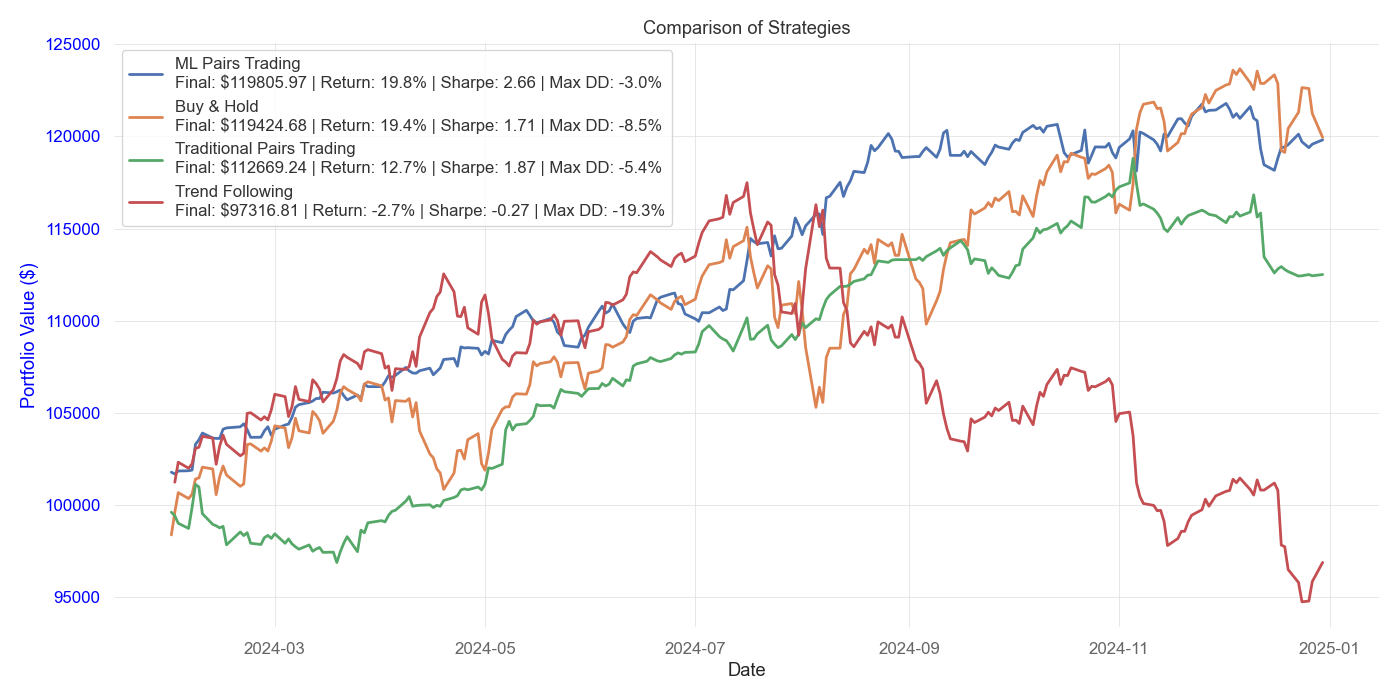 Comparison of Strategies
125000
120000
115000
110000
105000
100000
95000
Portfolio Value ($)
ML Pairs Trading
Final: $119805.97 | Return: 19.8% | Sharpe: 2.66 | Max DD: -3.0%
Buy & Hold
Final: $119424.68 | Return: 19.4% | Sharpe: 1.71 | Max DD: -8.5%
Traditional Pairs Trading
Final: $112669.24 | Return: 12.7% | Sharpe: 1.87 | Max DD: -5.4%
Trend Following
Final: $97316.81 | Return: -2.7% | Sharpe: -0.27 | Max DD: -19.3%
2024-03
2024-05
2024-07
2024-09
2024-11
2025-01
Date